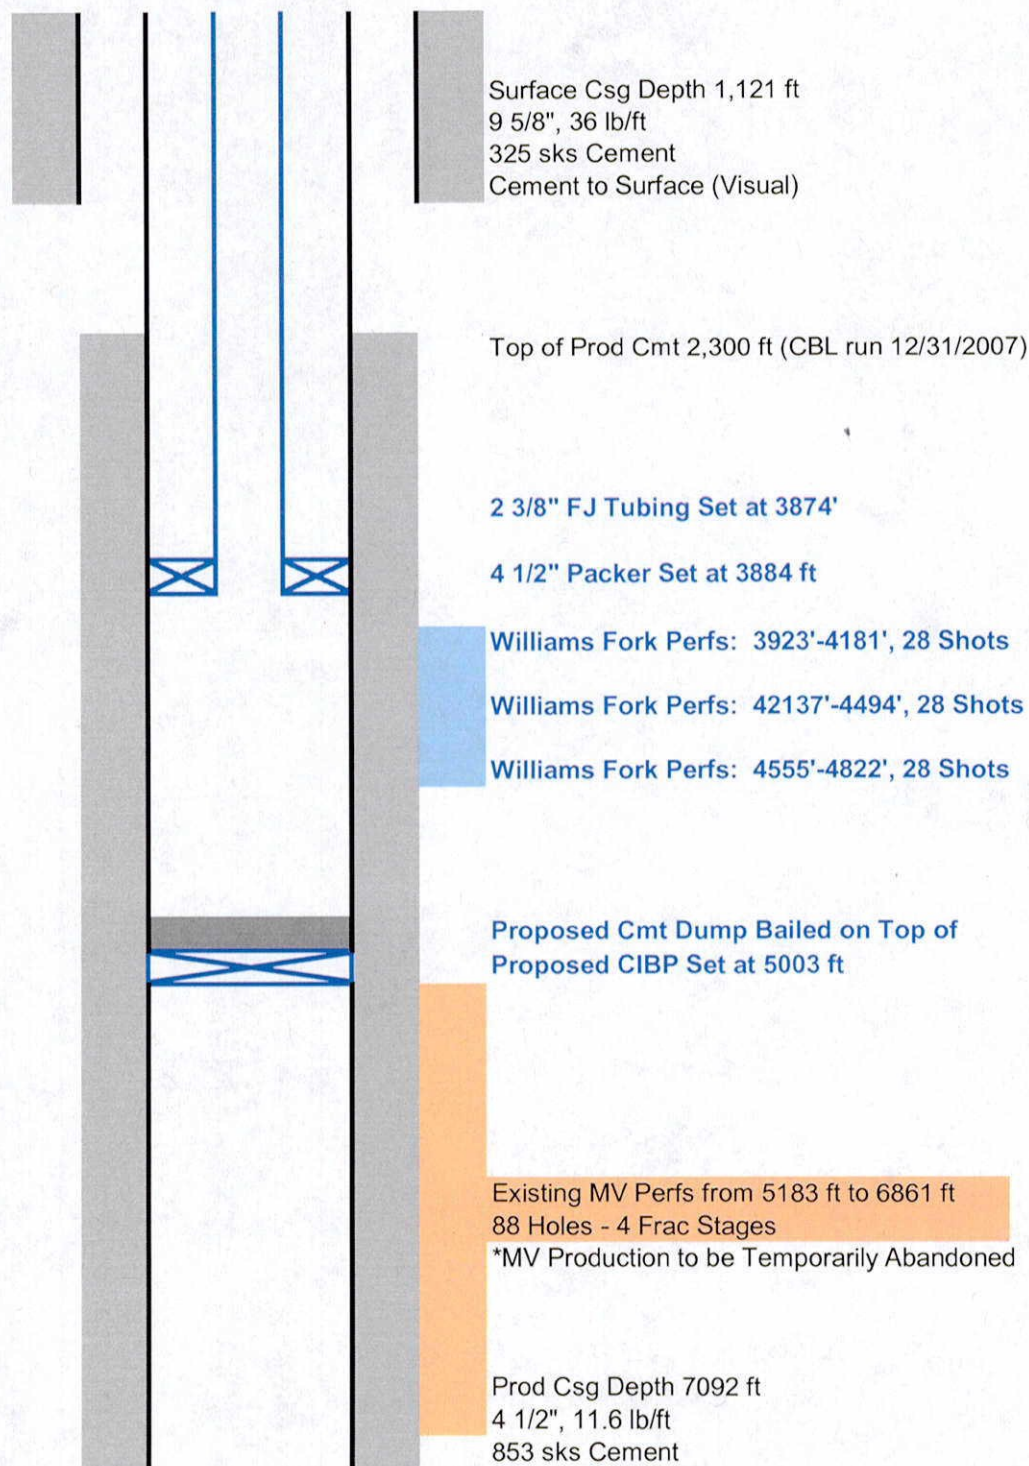 Surface Csg Depth 1,121 ft
9 5/8", 36 lb/ft
325 sks Cement
Cement to Surface (Visual)
Top of Prod Cmt 2,300 ft (CBL run 12/31/2007)
2 3/8" FJ Tubing Set at 3874'
4 1/2" Packer Set at 3884 ft
Williams Fork Perfs: 3923'-4181', 28 Shots
Williams Fork Perfs: 42137'-4494', 28 Shots
Williams Fork Perfs: 4555'-4822', 28 Shots
Proposed Cmt Dump Bailed on Top of
Proposed CIBP Set at 5003 ft
Existing MV Perfs from 5183 ft to 6861 ft
88 Holes - 4 Frac Stages
*MV Production to be Temporarily Abandoned
Prod Csg Depth 7092 ft
4 1/2", 11.6 lb/ft
853 sks Cement